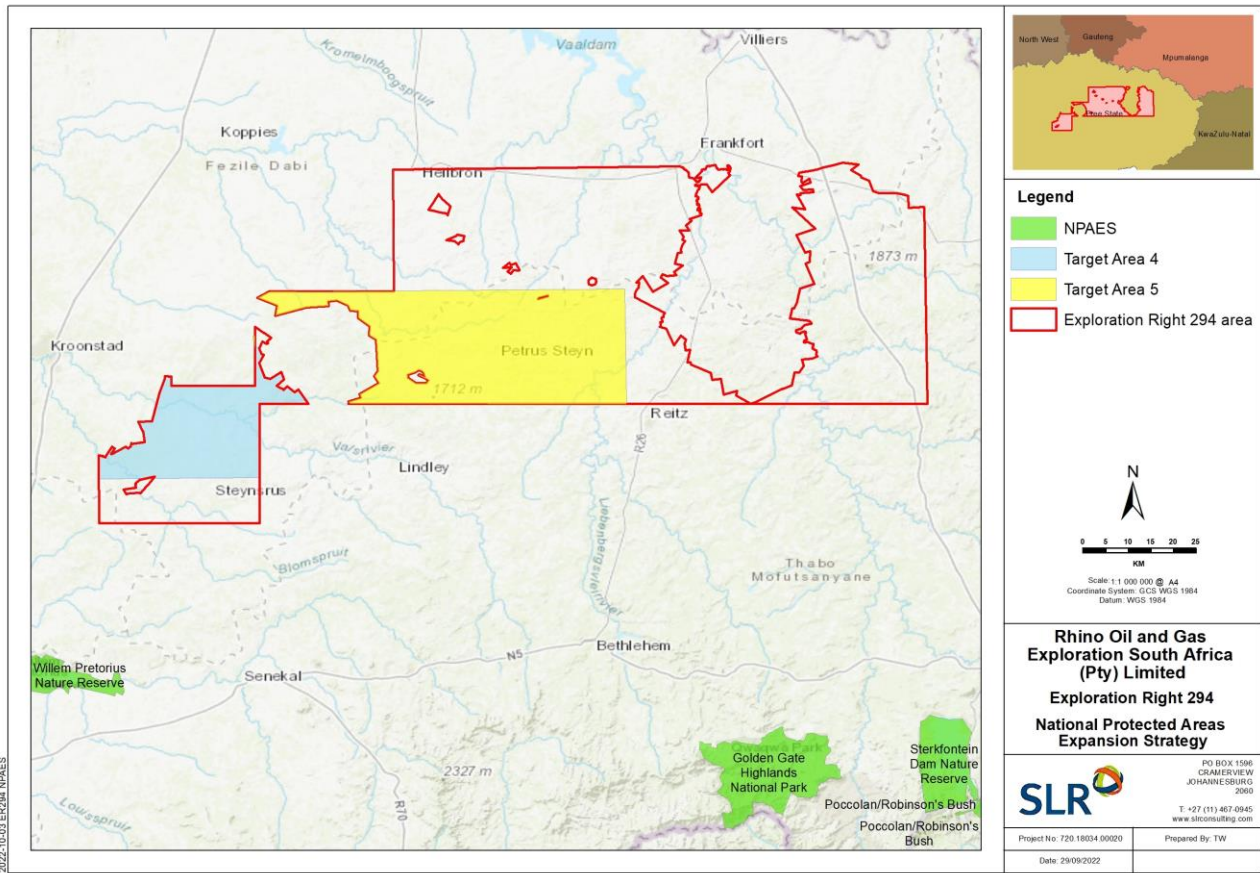 Vaaldam
Villiers
Kromelmboogspruit
Koppies
Fezile Dabi
Frankfort
Heilbron
1873 m
Kroonstad
Petrus Steyn
1712 m
Reitz
R26
Valsrivier
Lindley
Steynsrus
Liebenbergsvleirivier
Blomspruit
Thabo
Mofutsanyane
N5
Bethlehem
Willem Pretorius
Nature Reserve
Senekal
2327 m
R70
Qwaqwa Park
Golden Gate
Highlands
National Park
Sterkfontein
Dam Nature
Reserve
Poccolan/Robinson's Bush
Poccolan/Robinson's
Bush
2022-10-03 ER294 NPAES
North West
Gauteng
Mpumalanga
Free State
KwaZulu-Natal
Legend
NPAES
Target Area 4
Target Area 5
Exploration Right 294 area
N
0 5 10 15 20 25
KM
Scale: 1:1 000 000 @ A4
Coordinate System: GCS WGS 1984
Datum: WGS 1984
Rhino Oil and Gas
Exploration South Africa
(Pty) Limited
Exploration Right 294
National Protected Areas
Expansion Strategy
SLR
PO BOX 1596
CRAMERVIEW
JOHANNESBURG
2060
T: +27 (11) 467-0945
www.slrconsulting.com
Project No: 720.18034.00020
Prepared By: TW
Date: 29/09/2022